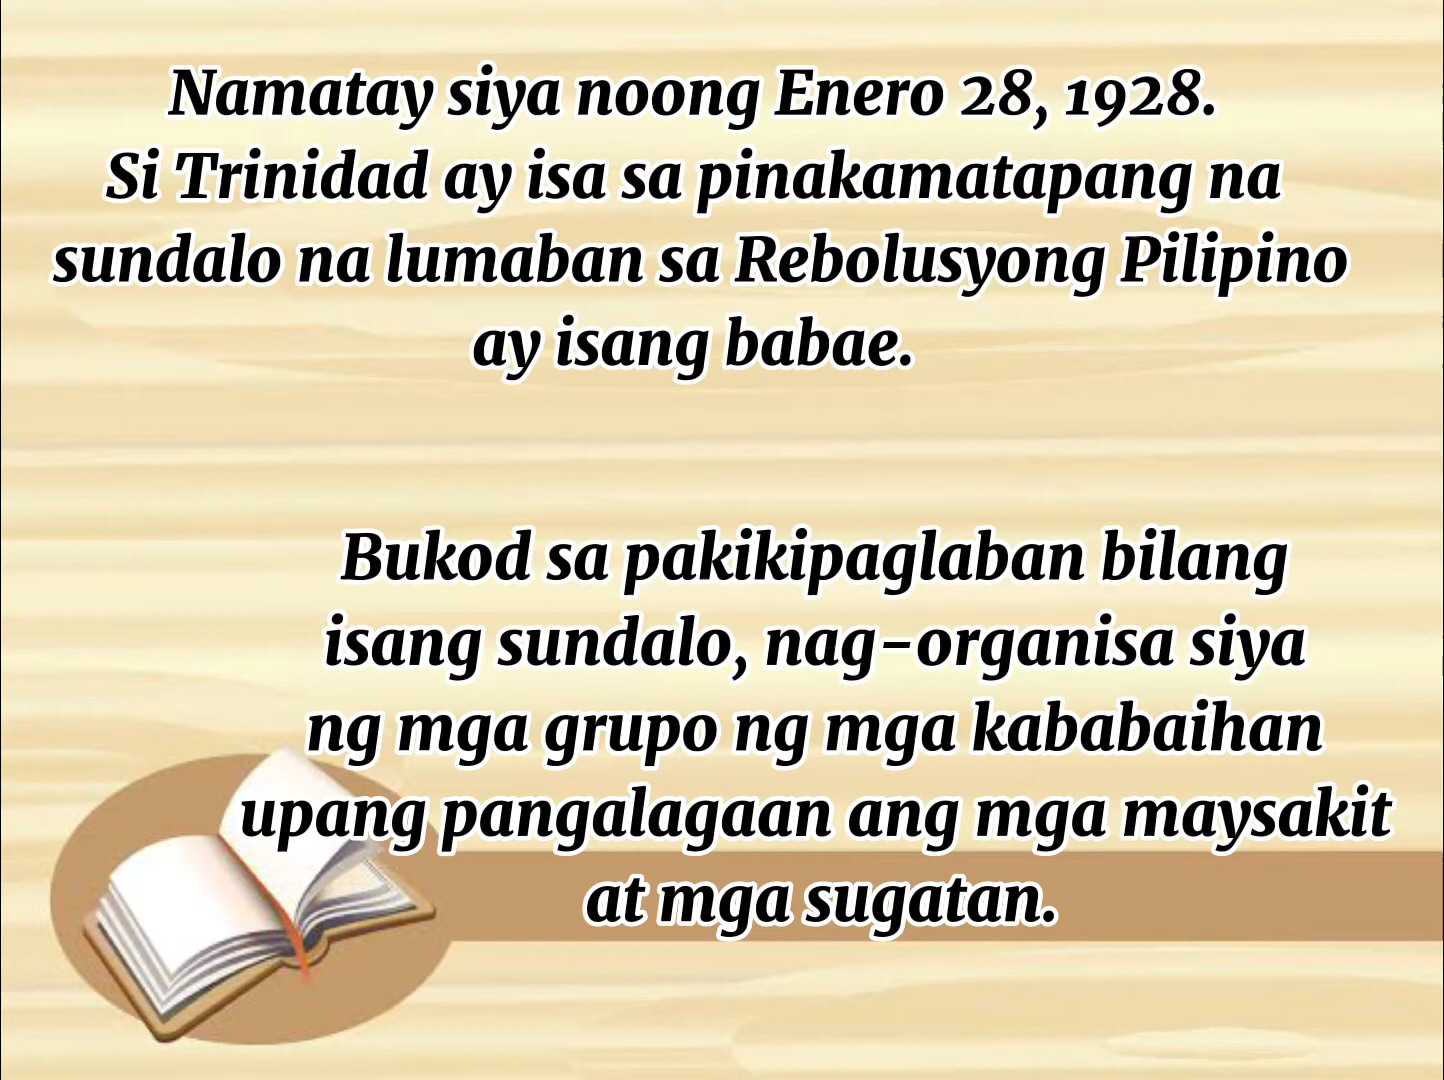 Namatay siya noong Enero 28, 1928.
Si Trinidad ay isa sa pinakamatapang na
sundalo na lumaban sa Rebolusyong Pilipino
ay isang babae.
Bukod sa pakikipaglaban bilang
isang sundalo, nag-organisa siya
ng mga grupo ng mga kababaihan
upang pangalagaan ang mga maysakit
at mga sugatan.